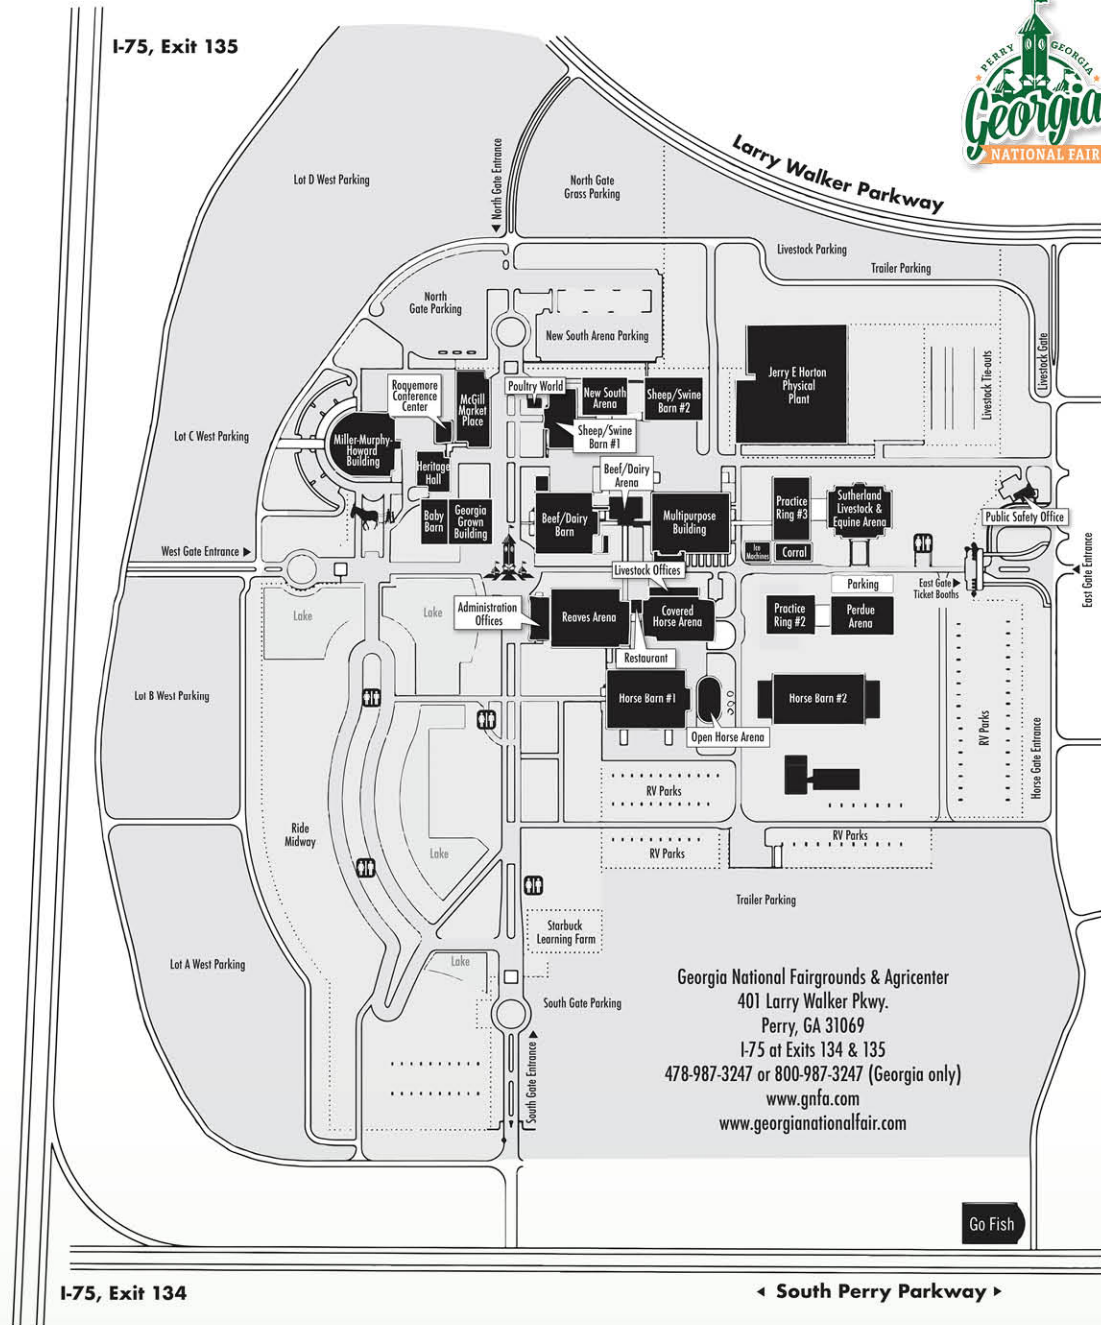 I-75, Exit 135
PERRY GEORGIA
Georgia
NATIONAL FAIR
Larry Walker Parkway
Lot D West Parking
North Gate Entrance
North Gate
Grass Parking
Livestock Parking
Trailer Parking
North
Gate Parking
New South Arena Parking
Livestock Gate
Livestock Tie-outs
Jerry E Horton
Physical
Plant
Roquemore
Conference
Center
McGill
Market
Place
Poultry World
New South
Arena
Sheep/Swine
Barn #2
Sheep/Swine
Barn #1
Lot C West Parking
Miller-Murphy-
Howard
Building
Heritage
Hall
Beef/Dairy
Arena
Baby
Barn
Georgia
Grown
Building
Beef/Dairy
Barn
Multipurpose
Building
Practice
Ring #3
Sutherland
Livestock &
Equine Arena
Public Safety Office
West Gate Entrance
Ice
Machines
Corral
Livestock Offices
East Gate
Ticket Booths
East Gate Entrance
Parking
Lake
Lake
Administration
Offices
Reaves Arena
Covered
Horse Arena
Practice
Ring #2
Perdue
Arena
Restaurant
Lot B West Parking
Horse Barn #1
Horse Barn #2
Open Horse Arena
RV Parks
Horse Gate Entrance
RV Parks
Ride
Midway
Lake
RV Parks
RV Parks
Trailer Parking
Starbuck
Learning Farm
Lot A West Parking
Lake
South Gate Parking
South Gate Entrance
Georgia National Fairgrounds & Agricenter
401 Larry Walker Pkwy.
Perry, GA 31069
I-75 at Exits 134 & 135
478-987-3247 or 800-987-3247 (Georgia only)
www.gnfa.com
www.georgianationalfair.com
Go Fish
I-75, Exit 134
South Perry Parkway